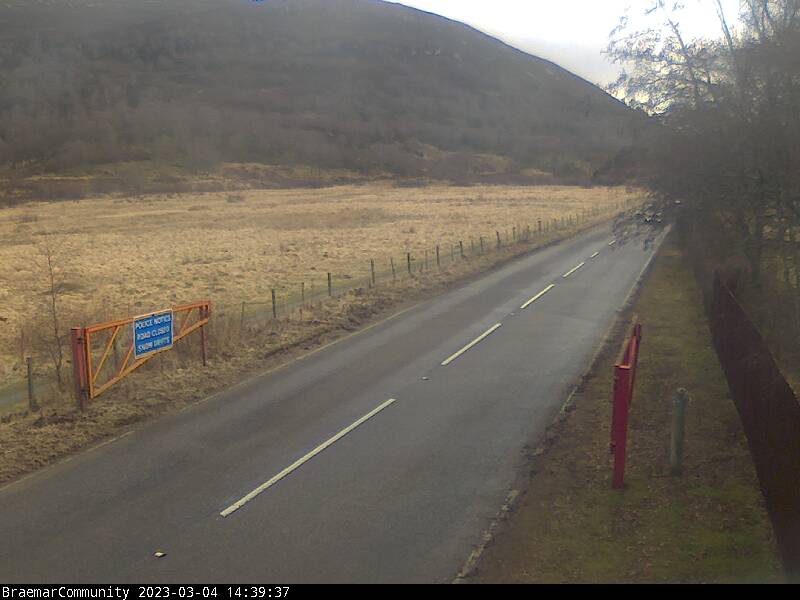 POLICE NOTICE
ROAD CLOSED
SNOW DRIFTS
BraemarCommunity 2023-03-04 14:39:37